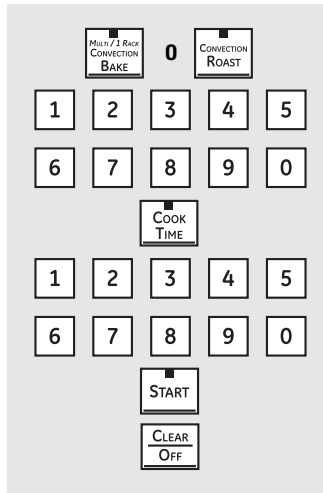 MULTI / 1 RACK
CONVECTION
BAKE
0
CONVECTION
ROAST
1 2 3 4 5
6 7 8 9 0
COOK
TIME
1 2 3 4 5
6 7 8 9 0
START
CLEAR
OFF